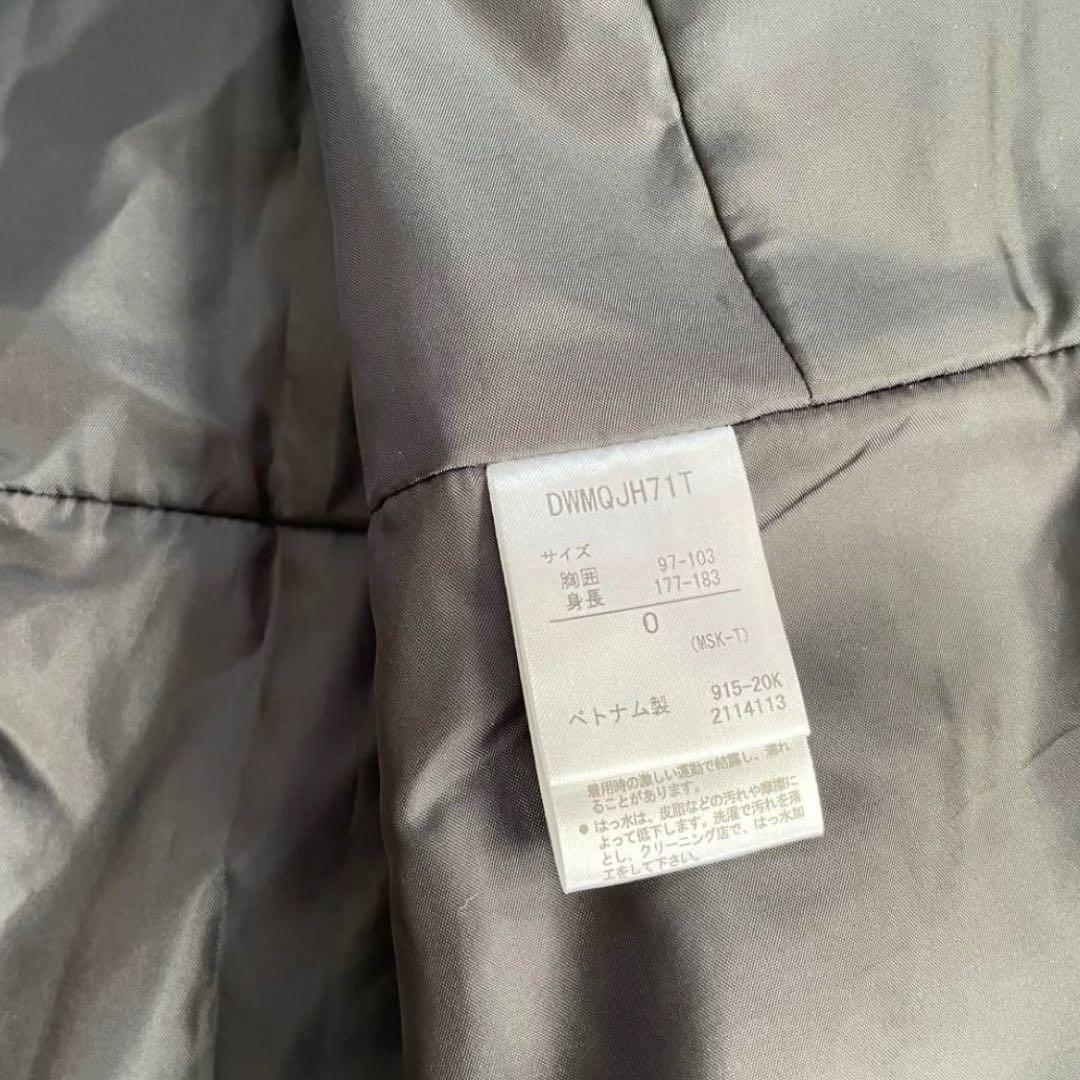 DWMQJH71T
サイズ
胸囲 97-103
身長 177-183
O
(MSK-T)
915-20K
ベトナム製 2114113
着用時の激しい運動で結露し、濡れ
ることがあります。
● はっ水は、皮脂などの汚れや摩擦に
よって低下します。洗濯で汚れを落
とし、クリーニング店で、はっ水加
工をして下さい。